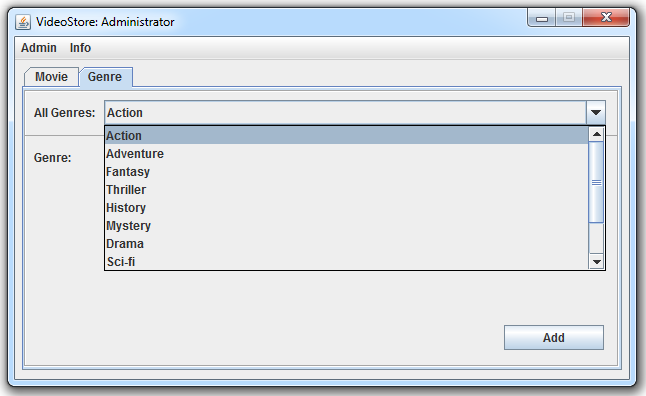 VideoStore: Administrator
Admin Info
Movie Genre
All Genres: Action
Action
Adventure
Genre:
Fantasy
Thriller
History
Mystery
Drama
Sci-fi
Add